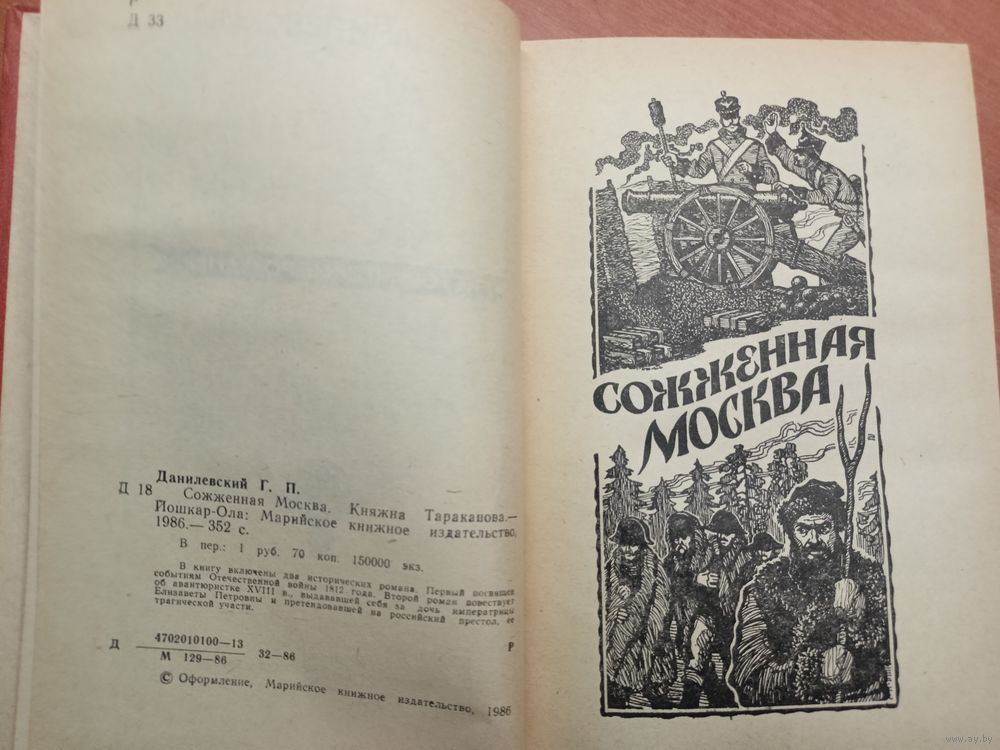 Р
Д 33
Данилевский Г. П.
Д 18 Сожженная Москва. Княжна Тараканова.—
Йошкар-Ола: Марийское книжное издательство,
1986.— 352 с.
В пер.: 1 руб. 70 коп. 150000 экз.
В книгу включены два исторических романа. Первый посвящен
событиям Отечественной войны 1812 года. Второй роман повествует
об авантюристке XVIII в., выдававшей себя за дочь императрицы
Елизаветы Петровны и претендовавшей на российский престол, ее
трагической участи.
Д 4702010100—13 32—86 Р
М 129—86
© Оформление, Марийское книжное издательство, 1986
СОЖЖЕННАЯ
МОСКВА
www.ay.by